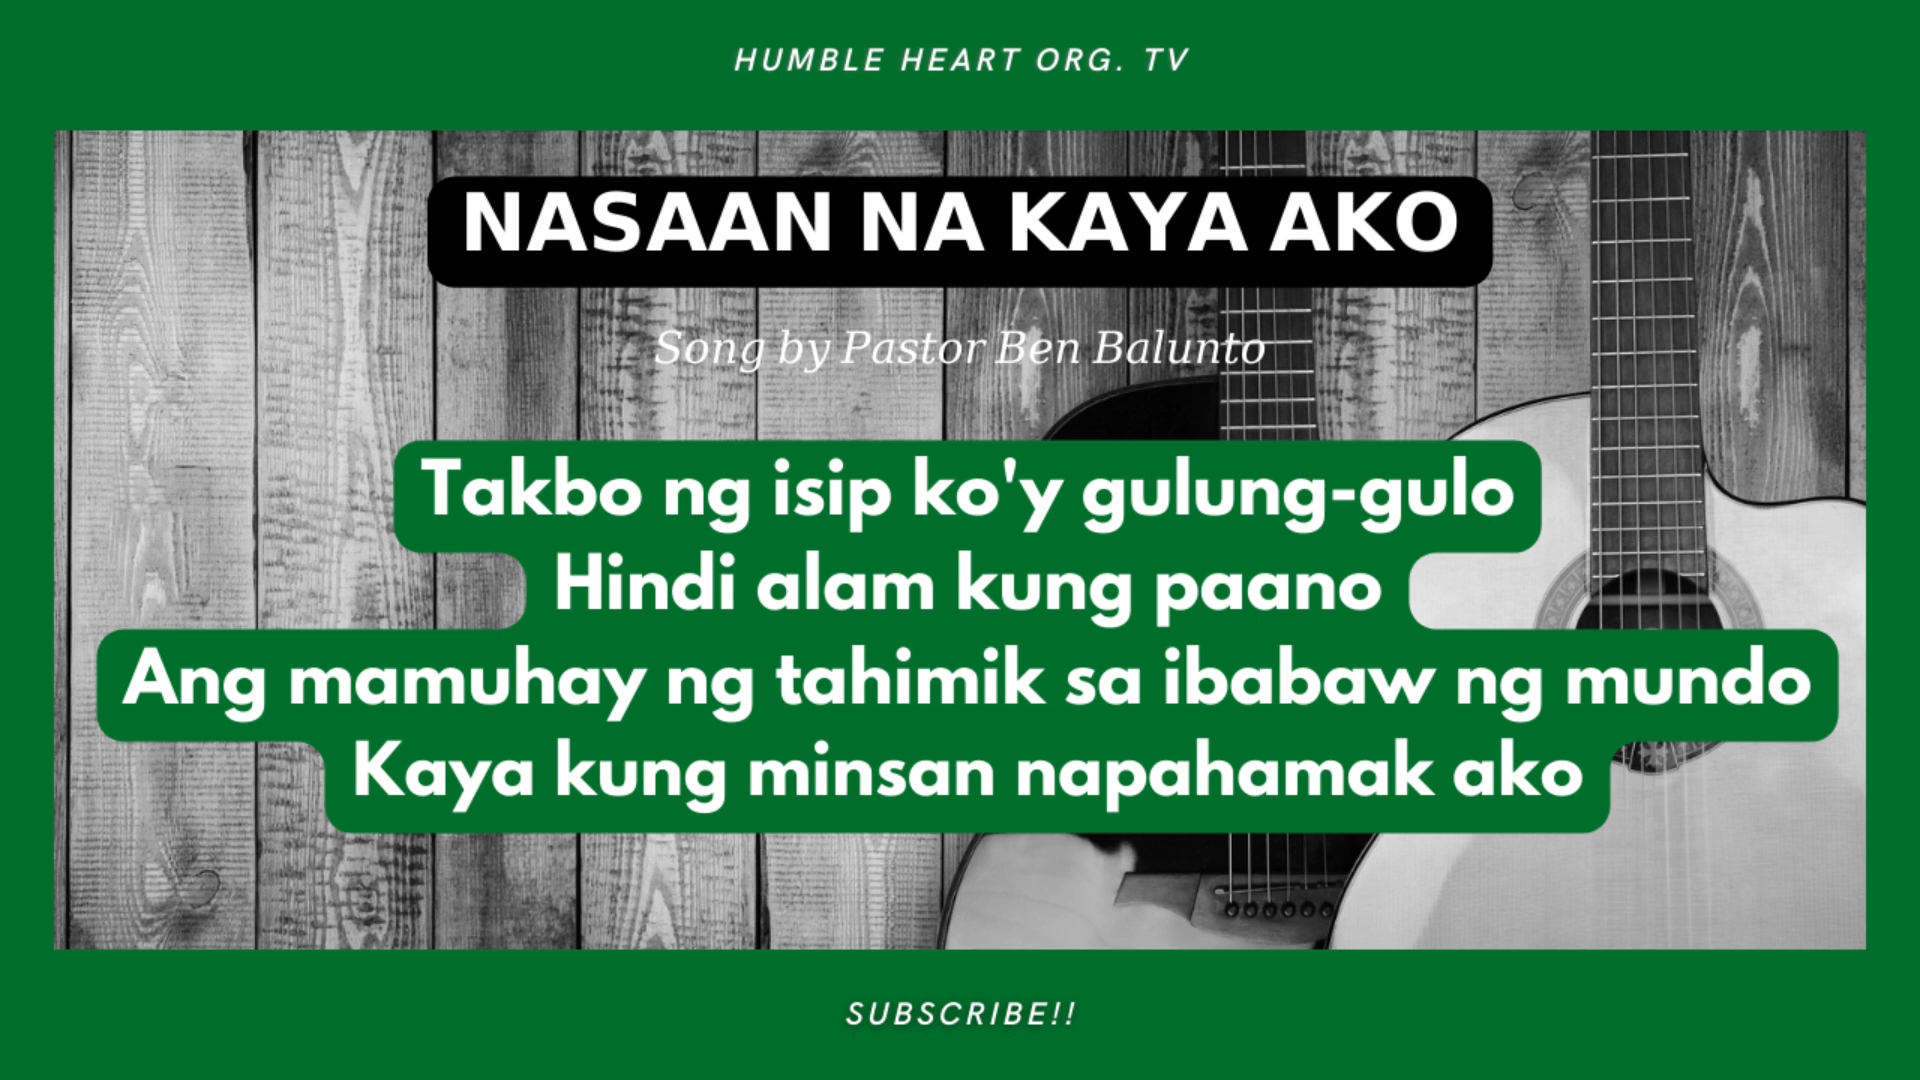 HUMBLE HEART ORG. TV
NASAAN NA KAYA AKO
Song by Pastor Ben Balunto
Takbo ng isip ko'y gulung-gulo
Hindi alam kung paano
Ang mamuhay ng tahimik sa ibabaw ng mundo
Kaya kung minsan napahamak ako
SUBSCRIBE!!